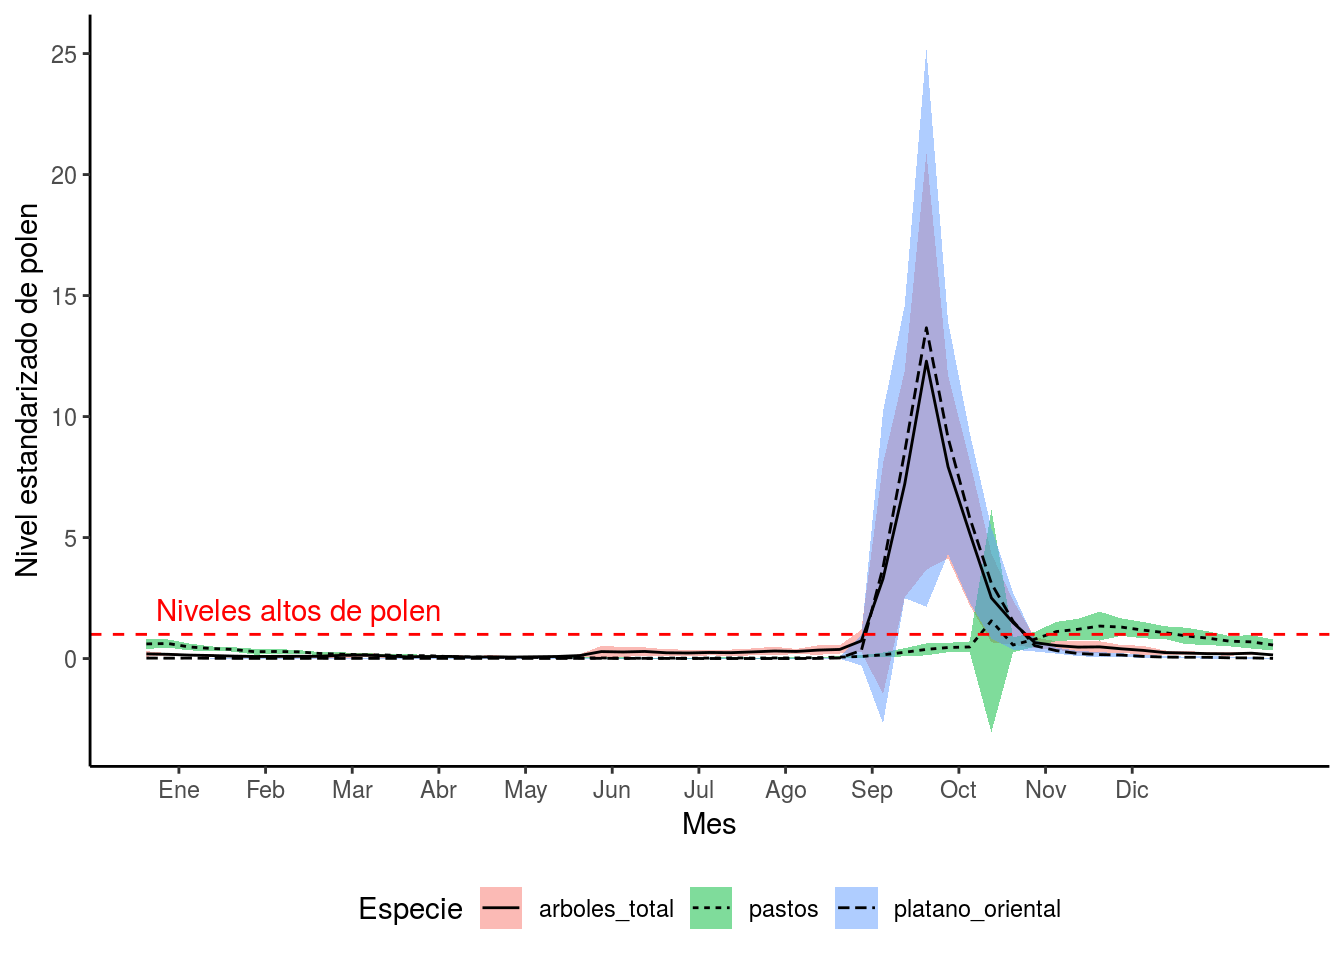 Nivel estandarizado de polen
25
20
15
10
5
0
Niveles altos de polen
Ene Feb Mar Abr May Jun Jul Ago Sep Oct Nov Dic
Mes
Especie arboles_total pastos platano_oriental